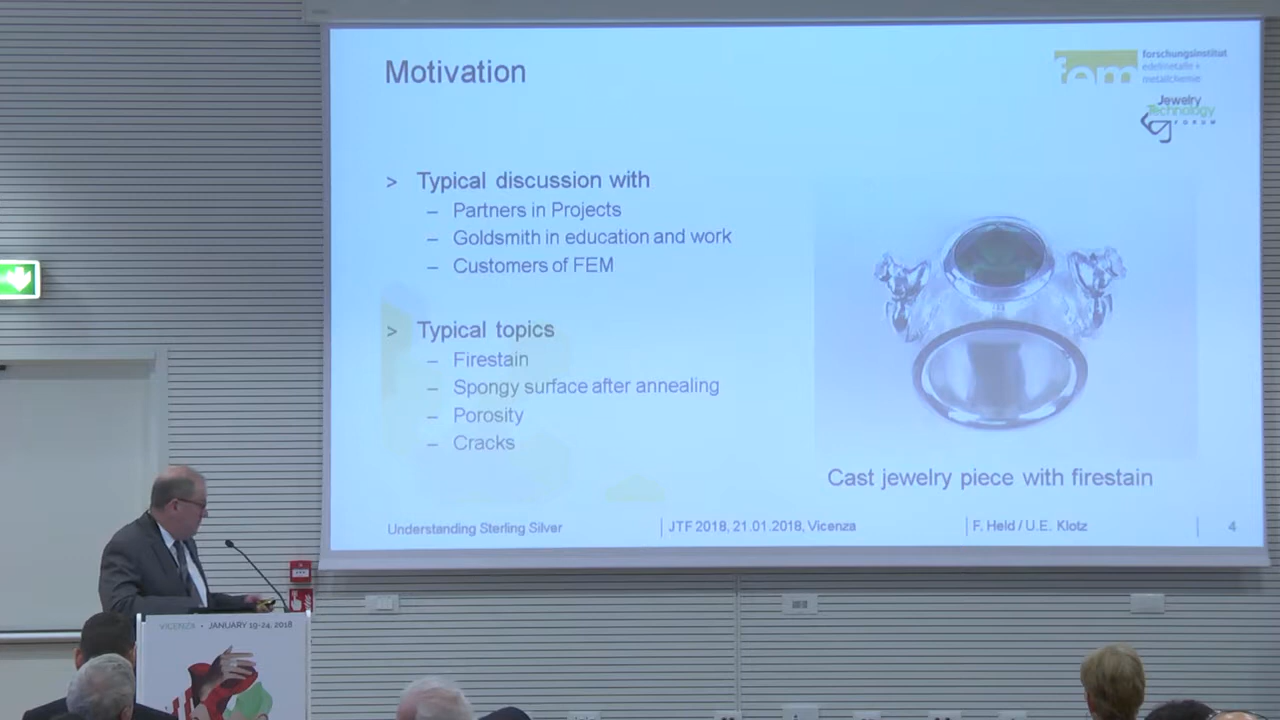 Motivation
fem
forschungsinstitut
edelmetalle +
metallchemie
Jewelry
Technology
FORUM
> Typical discussion with
– Partners in Projects
– Goldsmith in education and work
– Customers of FEM
> Typical topics
– Firestain
– Spongy surface after annealing
– Porosity
– Cracks
Cast jewelry piece with firestain
Understanding Sterling Silver
JTF 2018, 21.01.2018, Vicenza
F. Held / U.E. Klotz
4
VICENZA • JANUARY 19-24, 2018